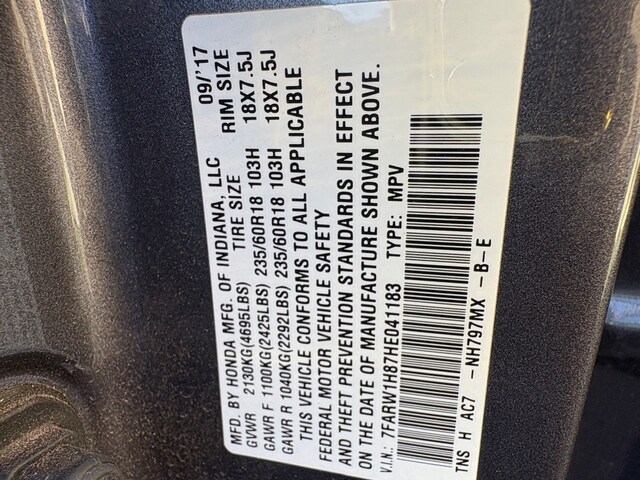 MFD. BY HONDA MFG. OF INDIANA, LLC 09/'17
GVWR 2130KG(4695LBS) TIRE SIZE RIM SIZE
GAWR F 1100KG(2425LBS) 235/60R18 103H 18X7.5J
GAWR R 1040KG(2292LBS) 235/60R18 103H 18X7.5J
THIS VEHICLE CONFORMS TO ALL APPLICABLE
FEDERAL MOTOR VEHICLE SAFETY
AND THEFT PREVENTION STANDARDS IN EFFECT
ON THE DATE OF MANUFACTURE SHOWN ABOVE.
V.I.N.: 7FARW1H87HE041183 TYPE: MPV
TNS H AC7 -NH797MX -B-E